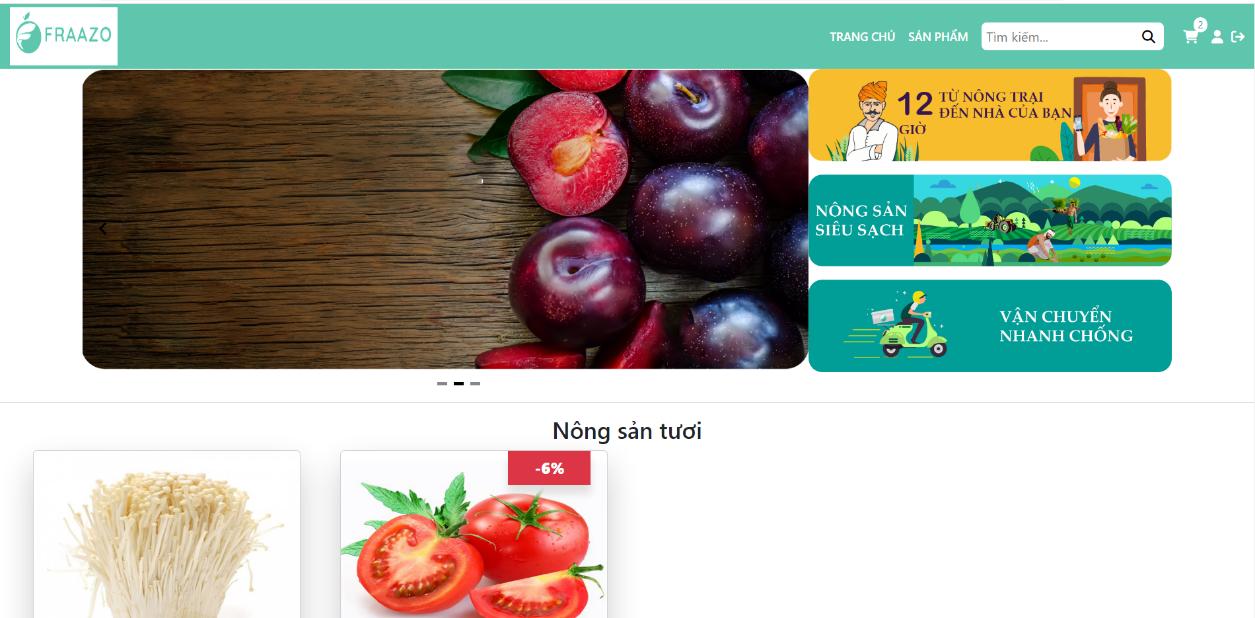 FRAAZO
TRANG CHỦ
SẢN PHẨM
Tìm kiếm...
2
12 TỪ NÔNG TRẠI
ĐẾN NHÀ CỦA BẠN
GIỜ
NÔNG SẢN
SIÊU SẠCH
VẬN CHUYỂN
NHANH CHỐNG
Nông sản tươi
-6%